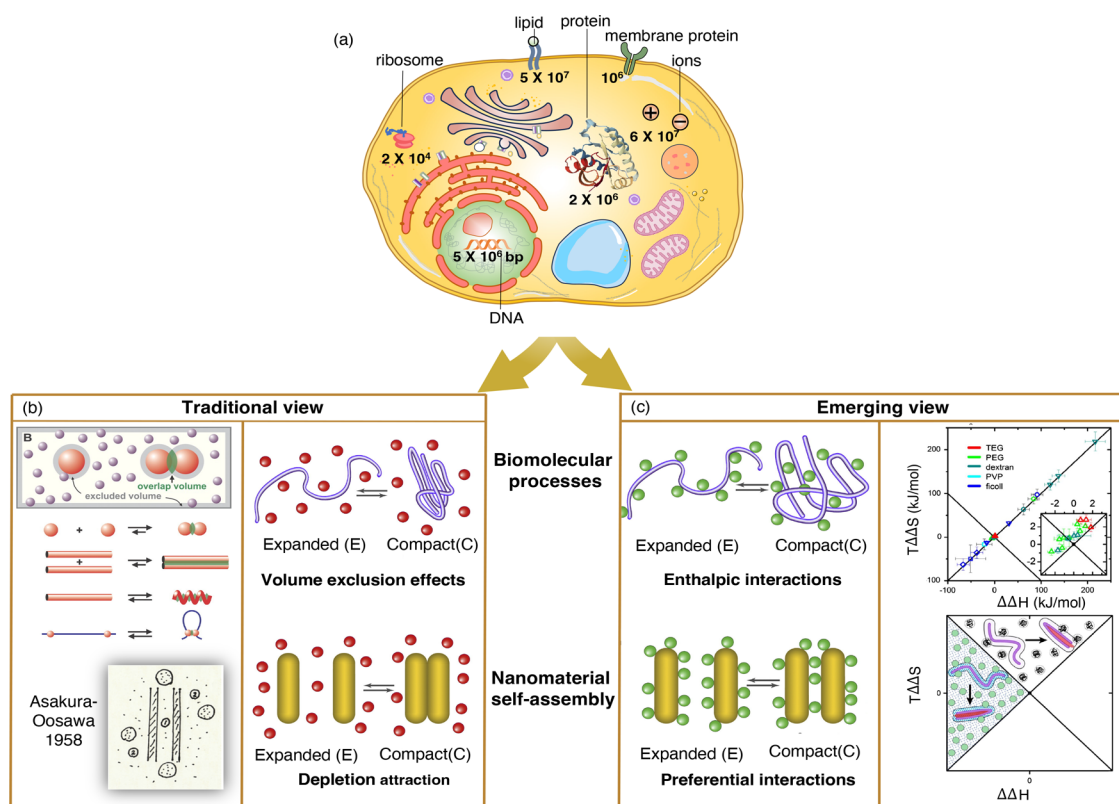 (a)
lipid
protein
membrane protein
ribosome
ions
5 X 10⁷
10⁶
+
−
6 X 10⁷
2 X 10⁴
2 X 10⁶
5 X 10⁶ bp
DNA
(b)
Traditional view
B
excluded volume
overlap volume
+
+
Asakura-
Oosawa
1958
Expanded (E)
Compact(C)
Volume exclusion effects
Expanded (E)
Compact(C)
Depletion attraction
Biomolecular
processes
Nanomaterial
self-assembly
(c)
Emerging view
Expanded (E)
Compact(C)
Enthalpic interactions
Expanded (E)
Compact(C)
Preferential interactions
TΔΔS (kJ/mol)
200
100
0
100
TEG
PEG
dextran
PVP
ficoll
-2 0 2
2
0
-2
-100 0 100 200
ΔΔH (kJ/mol)
TΔΔS
0
0
ΔΔH